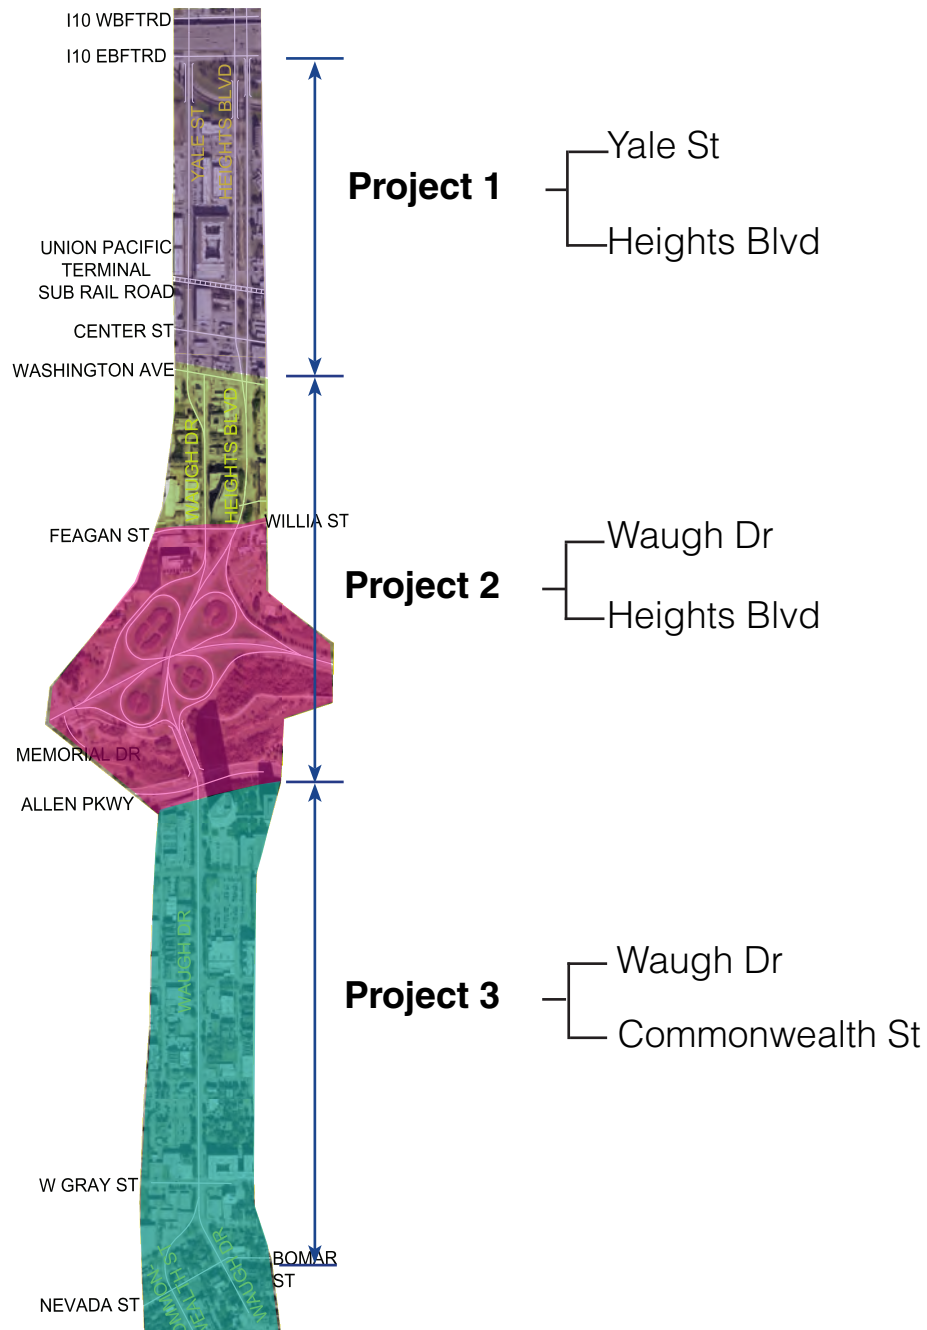 I10 WBFTRD
I10 EBFTRD
YALE ST
HEIGHTS BLVD
Project 1
Yale St
Heights Blvd
UNION PACIFIC
TERMINAL
SUB RAIL ROAD
CENTER ST
WASHINGTON AVE
WAUGH DR
HEIGHTS BLVD
FEAGAN ST
WILLIA ST
Project 2
Waugh Dr
Heights Blvd
MEMORIAL DR
ALLEN PKWY
WAUGH DR
Project 3
Waugh Dr
Commonwealth St
W GRAY ST
WAUGH DR
BOMAR
ST
NEVADA ST